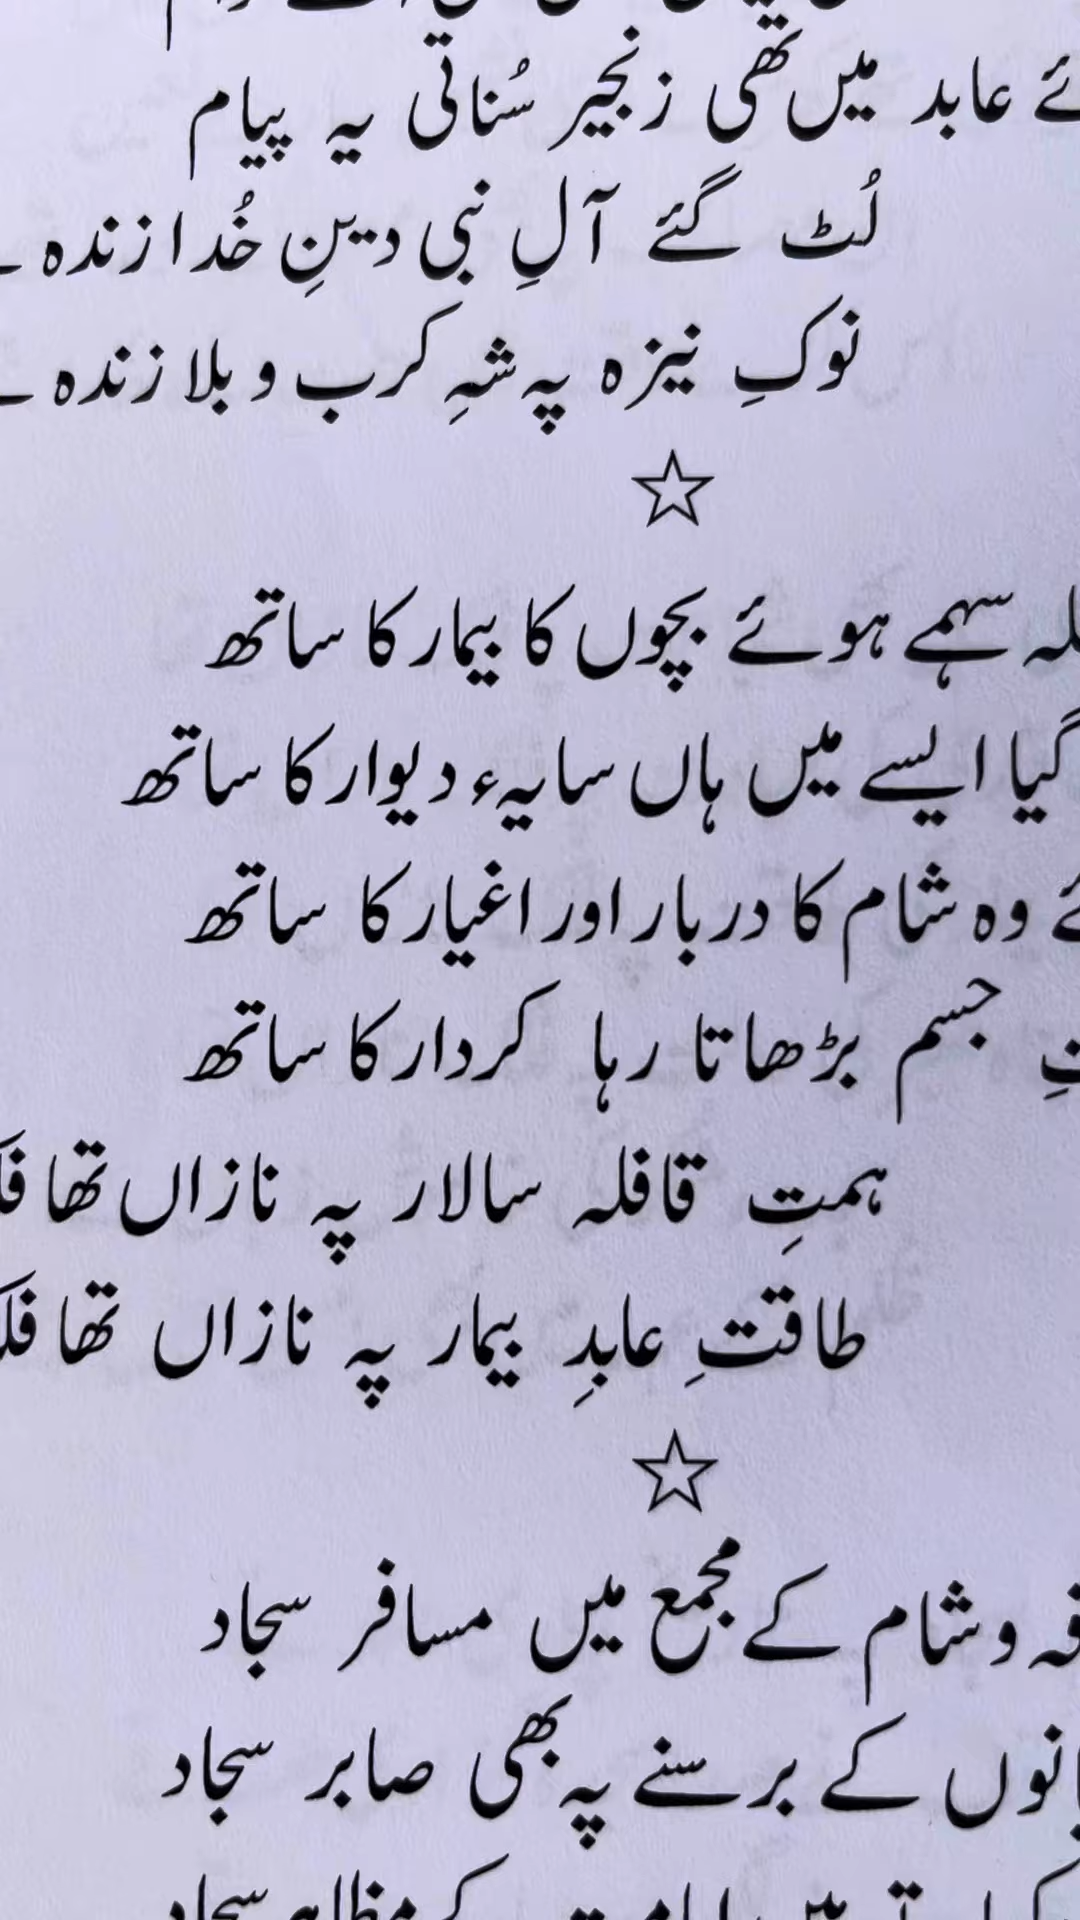 عابد میں تھی زنجیر سُناتی یہ پیام
لُٹ گئے آلِ نبی دینِ خُدا زندہ
نوکِ نیزہ پہ شہِ کرب و بلا زندہ
☆
سہمے ہوئے بچوں کا بیمار کا ساتھ
گیا ایسے میں ہاں سایہء دیوار کا ساتھ
وہ شام کا دربار اور اغیار کا ساتھ
جسم بڑھاتا رہا کردار کا ساتھ
ہمتِ قافلہ سالار پہ نازاں تھا
طاقتِ عابدِ بیمار پہ نازاں تھا
☆
و شام کے مجمع میں مسافر سجاد
کے برسنے پہ بھی صابر سجاد